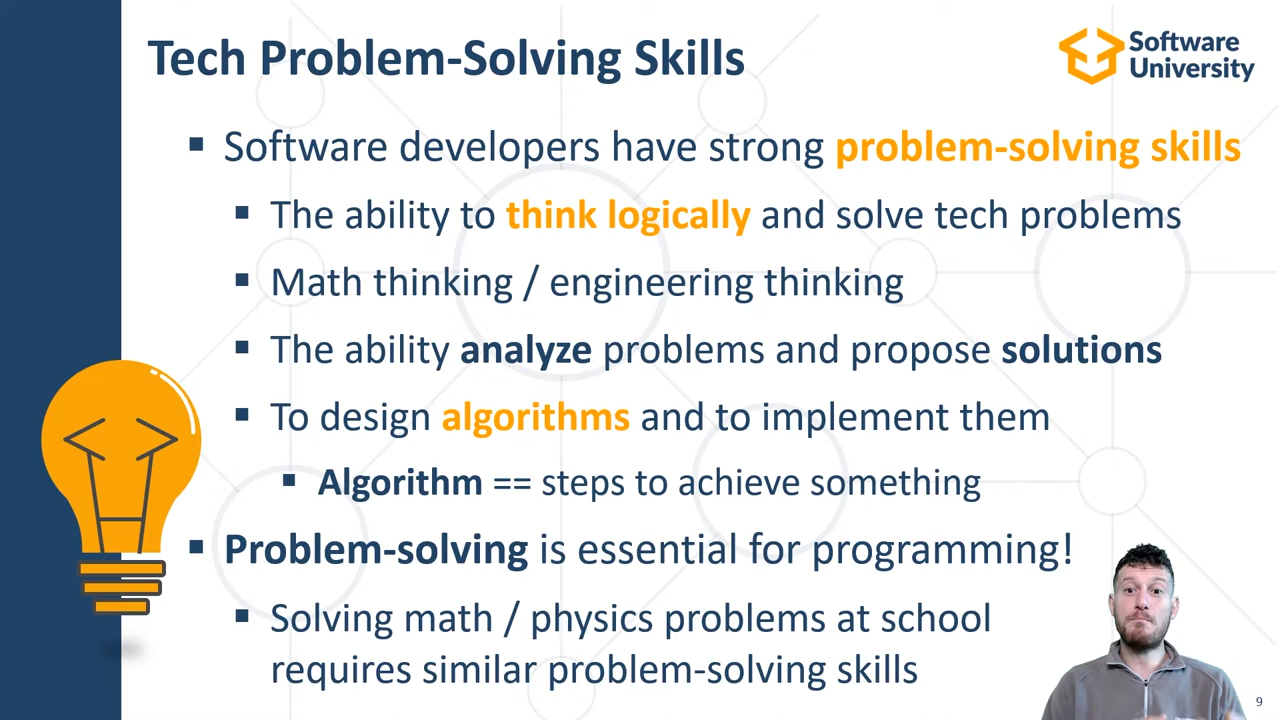 Tech Problem-Solving Skills
Software
University
▪ Software developers have strong problem-solving skills
▪ The ability to think logically and solve tech problems
▪ Math thinking / engineering thinking
▪ The ability analyze problems and propose solutions
▪ To design algorithms and to implement them
▪ Algorithm == steps to achieve something
▪ Problem-solving is essential for programming!
▪ Solving math / physics problems at school
requires similar problem-solving skills
9